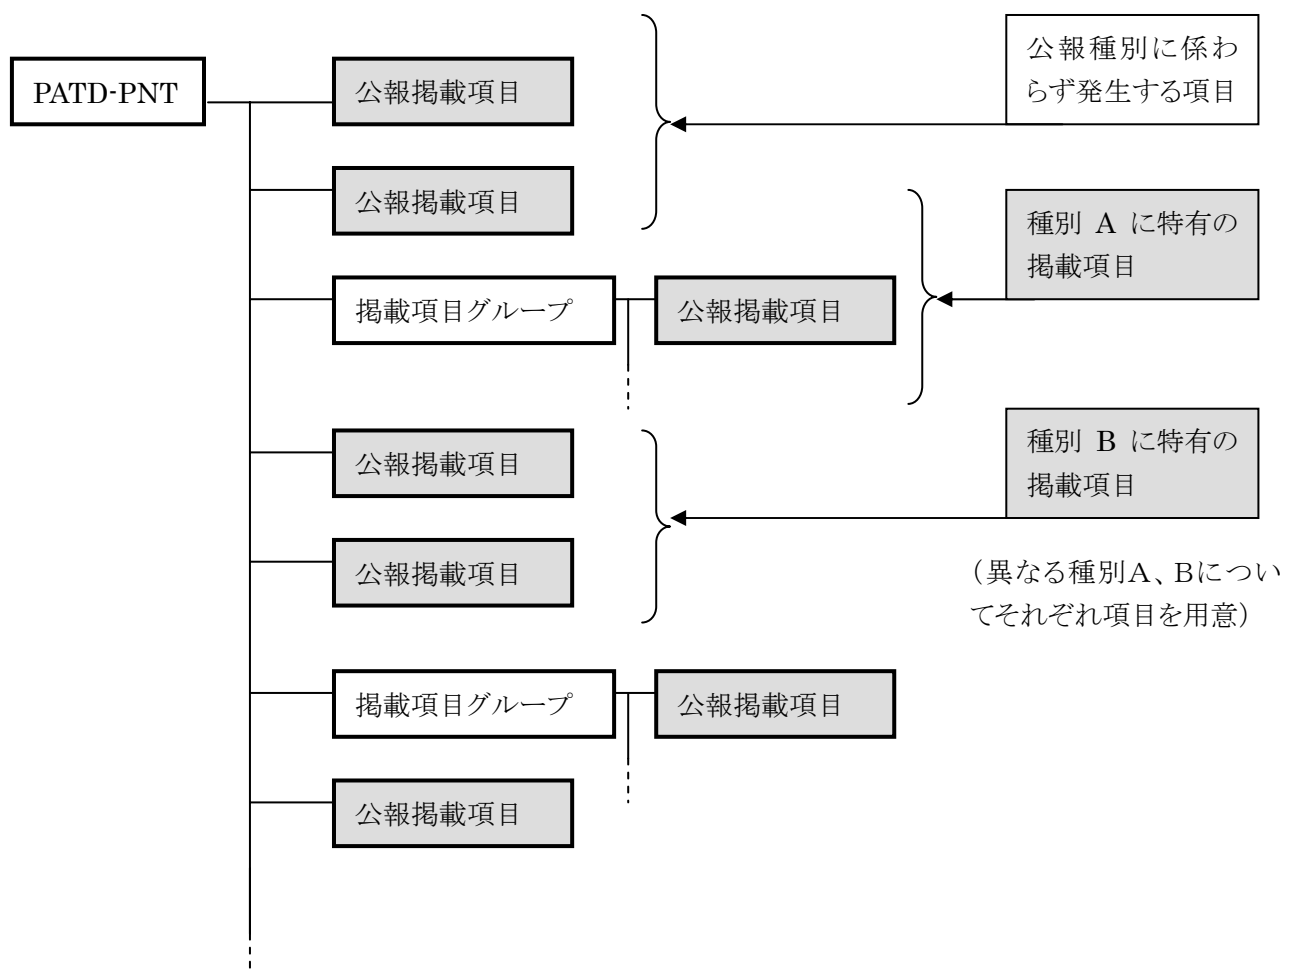 PATD-PNT
公報掲載項目
公報種別に係わ
らず発生する項目
公報掲載項目
種別 A に特有の
掲載項目
掲載項目グループ
公報掲載項目
公報掲載項目
種別 B に特有の
掲載項目
公報掲載項目
（異なる種別A、Bについ
てそれぞれ項目を用意）
掲載項目グループ
公報掲載項目
公報掲載項目